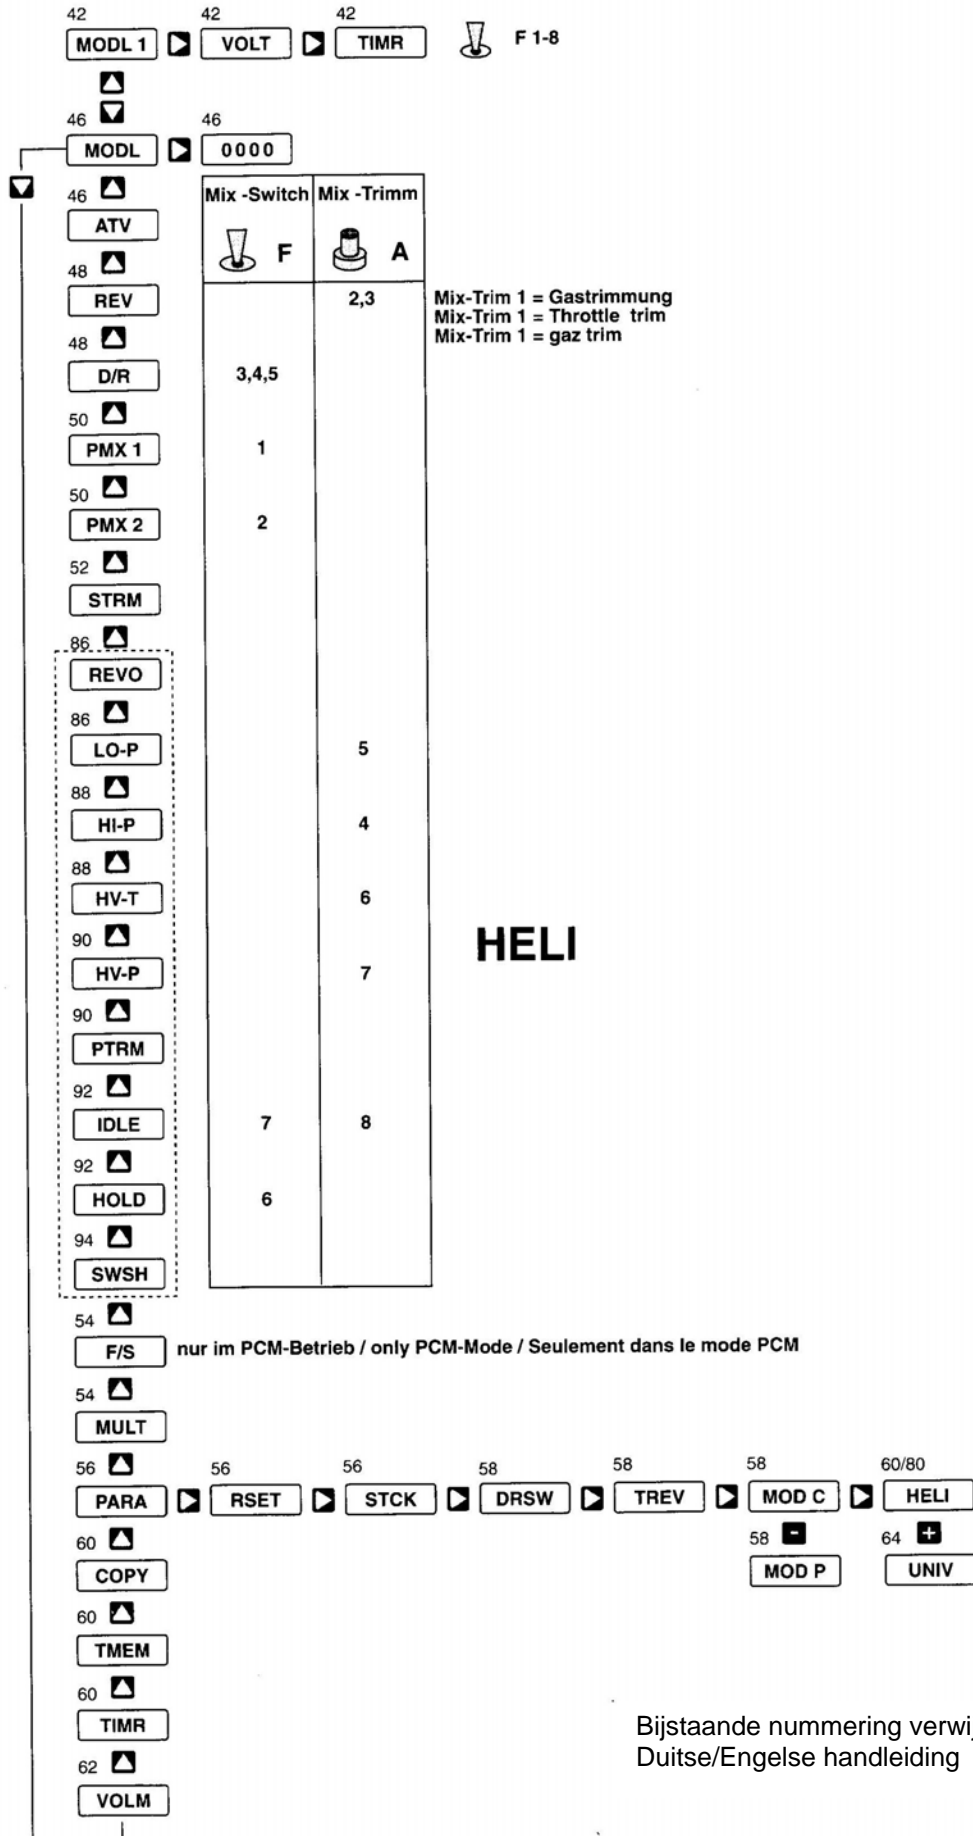 42 42 42
MODL 1 VOLT TIMR F 1-8
46 46
MODL 0000
Mix -Switch Mix -Trimm
F A
46
ATV
48
REV 2,3 Mix-Trim 1 = Gastrimmung
Mix-Trim 1 = Throttle trim
Mix-Trim 1 = gaz trim
48
D/R 3,4,5
50
PMX 1 1
50
PMX 2 2
52
STRM
86
REVO
86
LO-P 5
88
HI-P 4
88
HV-T 6
HELI
90
HV-P 7
90
PTRM
92
IDLE 7 8
92
HOLD 6
94
SWSH
54
F/S nur im PCM-Betrieb / only PCM-Mode / Seulement dans le mode PCM
54
MULT
56 56 56 58 58 58 60/80
PARA RSET STCK DRSW TREV MOD C HELI
60 58 - 64 +
COPY MOD P UNIV
60
TMEM
60
TIMR
62
VOLM
Bijstaande nummering
Duitse/Engelse handleiding